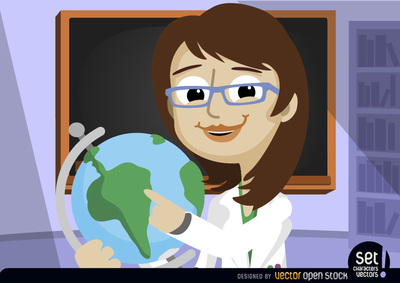 set!
CHARACTERS
VECTORS
DESIGNED BY vector open stock